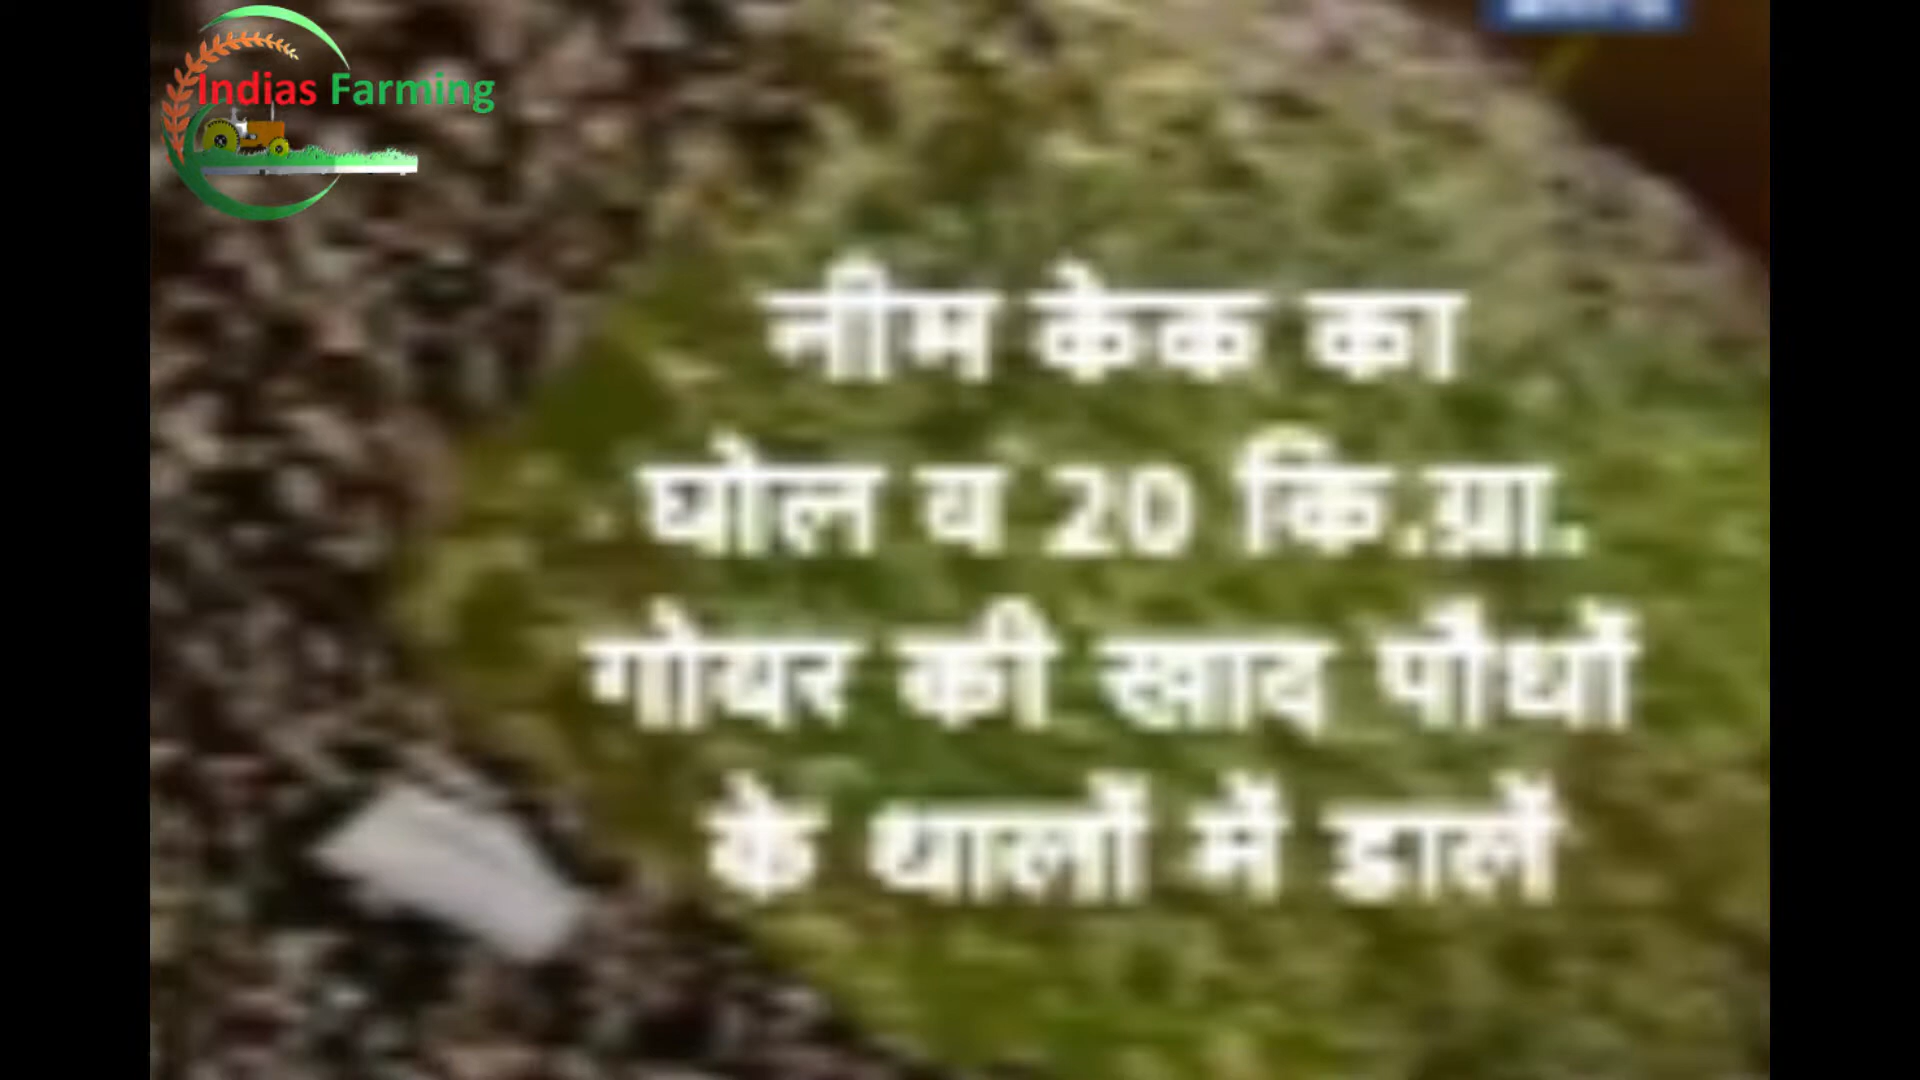 Indias Farming
नीम केक का
घोल व 20 कि.ग्रा.
गोबर की खाद पौधों
के थालों में डालें